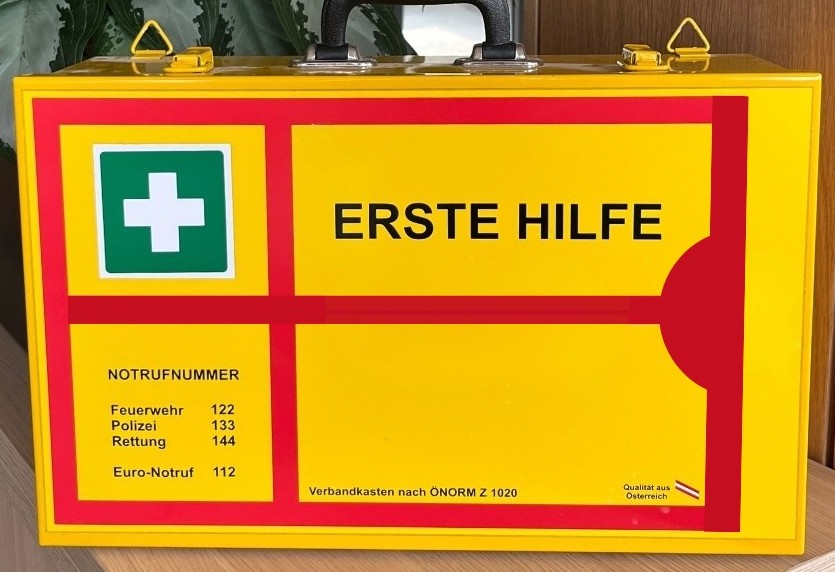 ERSTE HILFE
NOTRUFNUMMER
Feuerwehr 122
Polizei 133
Rettung 144
Euro-Notruf 112
Verbandkasten nach ÖNORM Z 1020
Qualität aus
Österreich